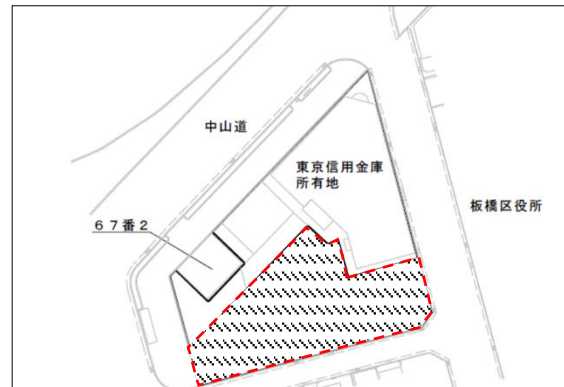 中山道
東京信用金庫
所有地
板橋区役所
６７番２